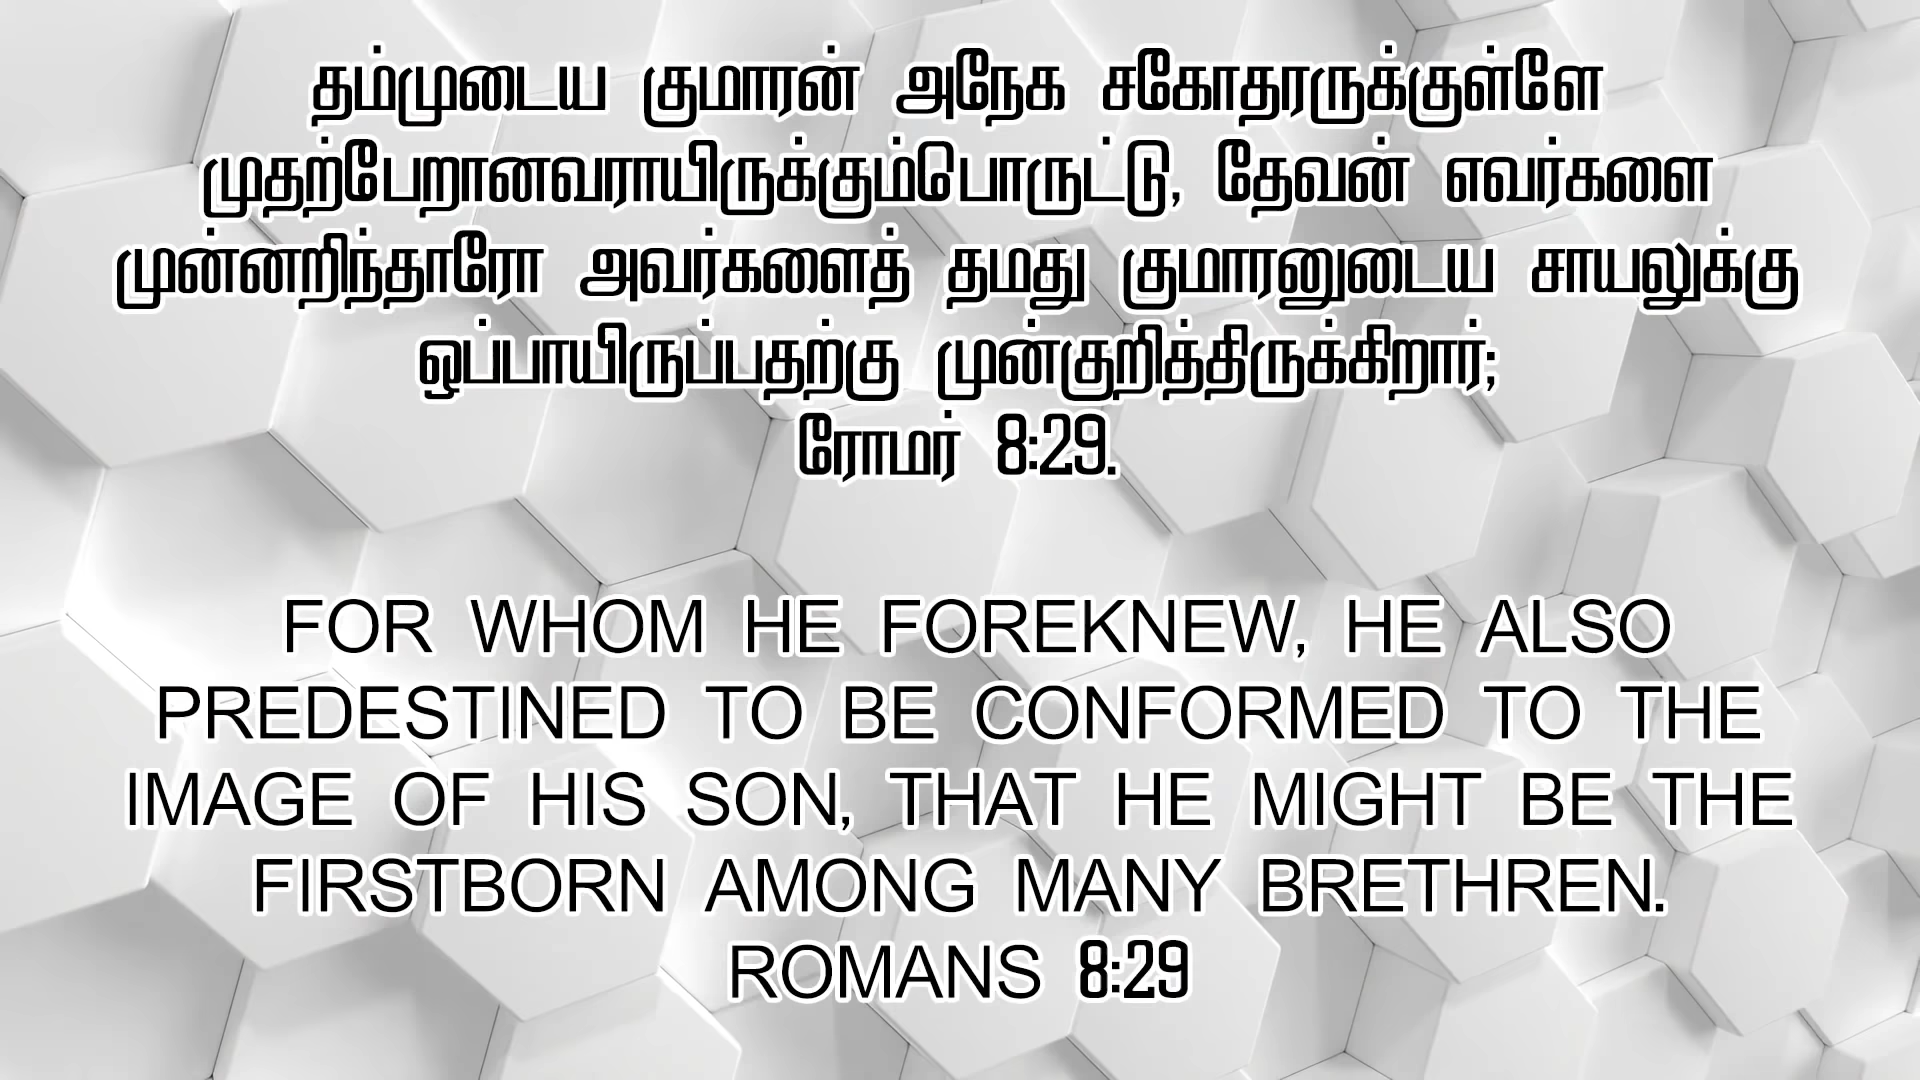 தம்முடைய குமாரன் அநேக சகோதரருக்குள்ளே
முதற்பேறானவராயிருக்கும்பொருட்டு, தேவன் எவர்களை
முன்னறிந்தாரோ அவர்களைத் தமது குமாரனுடைய சாயலுக்கு
ஒப்பாயிருப்பதற்கு முன்குறித்திருக்கிறார்;
ரோமர் 8:29.
FOR WHOM HE FOREKNEW, HE ALSO
PREDESTINED TO BE CONFORMED TO THE
IMAGE OF HIS SON, THAT HE MIGHT BE THE
FIRSTBORN AMONG MANY BRETHREN.
ROMANS 8:29